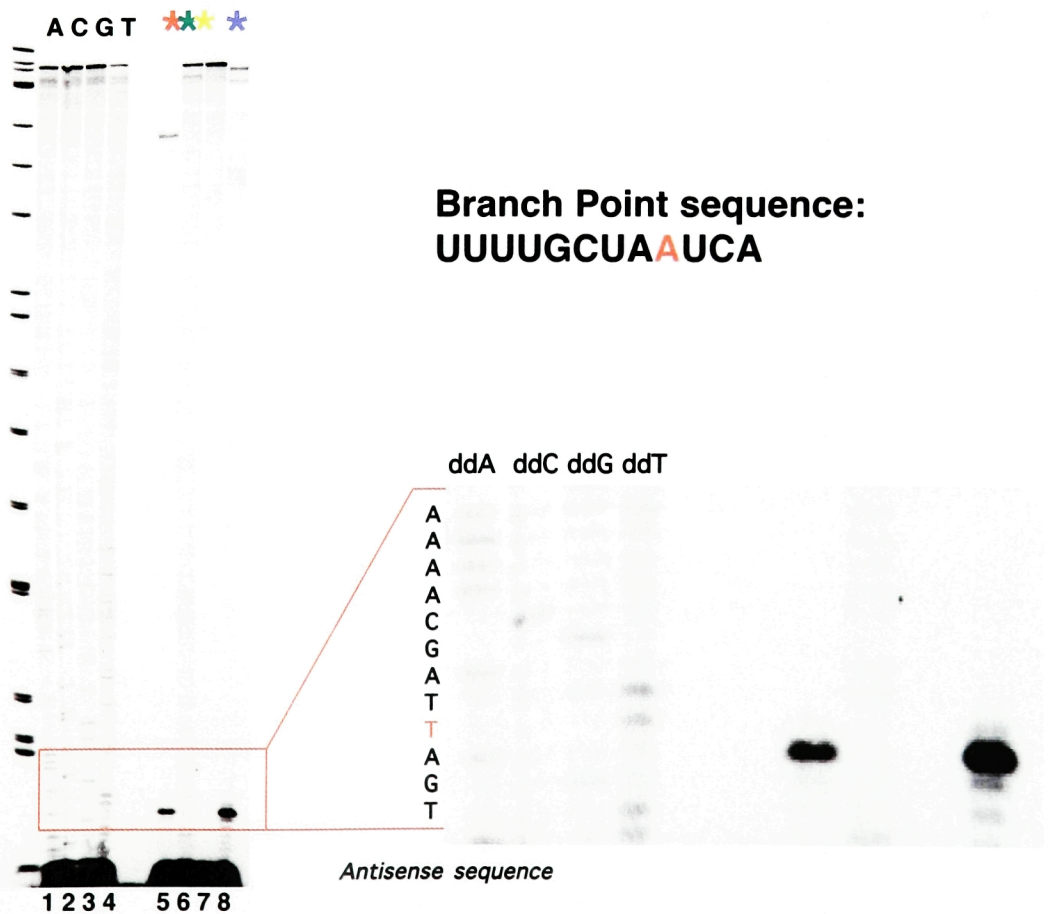 A C G T
Branch Point sequence:
UUUUGCUAAUCA
ddA ddC ddG ddT
A
A
A
A
C
G
A
T
T
A
G
T
Antisense sequence
1 2 3 4 5 6 7 8